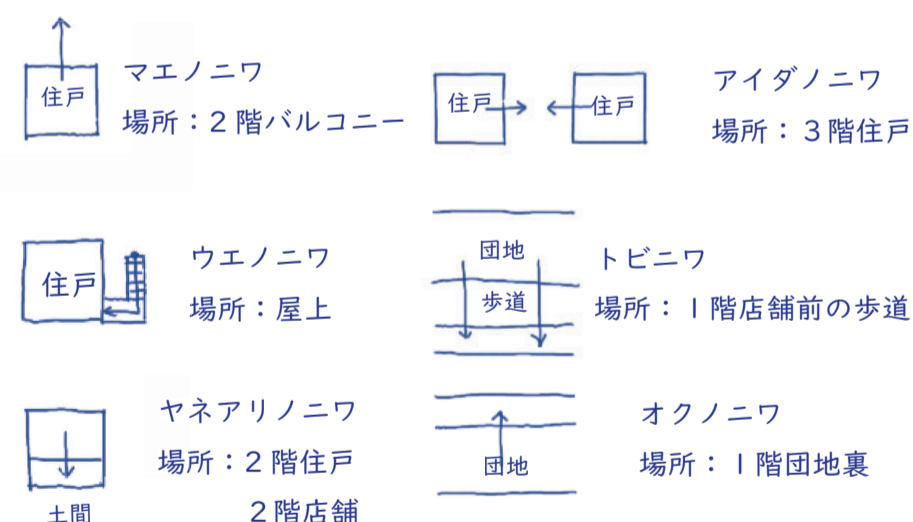 住戸
マエノニワ
場所：２階バルコニー
住戸
住戸
アイダノニワ
場所：３階住戸
住戸
ウエノニワ
場所：屋上
団地
歩道
トビニワ
場所：１階店舗前の歩道
土間
ヤネアリノニワ
場所：２階住戸
２階店舗
団地
オクノニワ
場所：１階団地裏